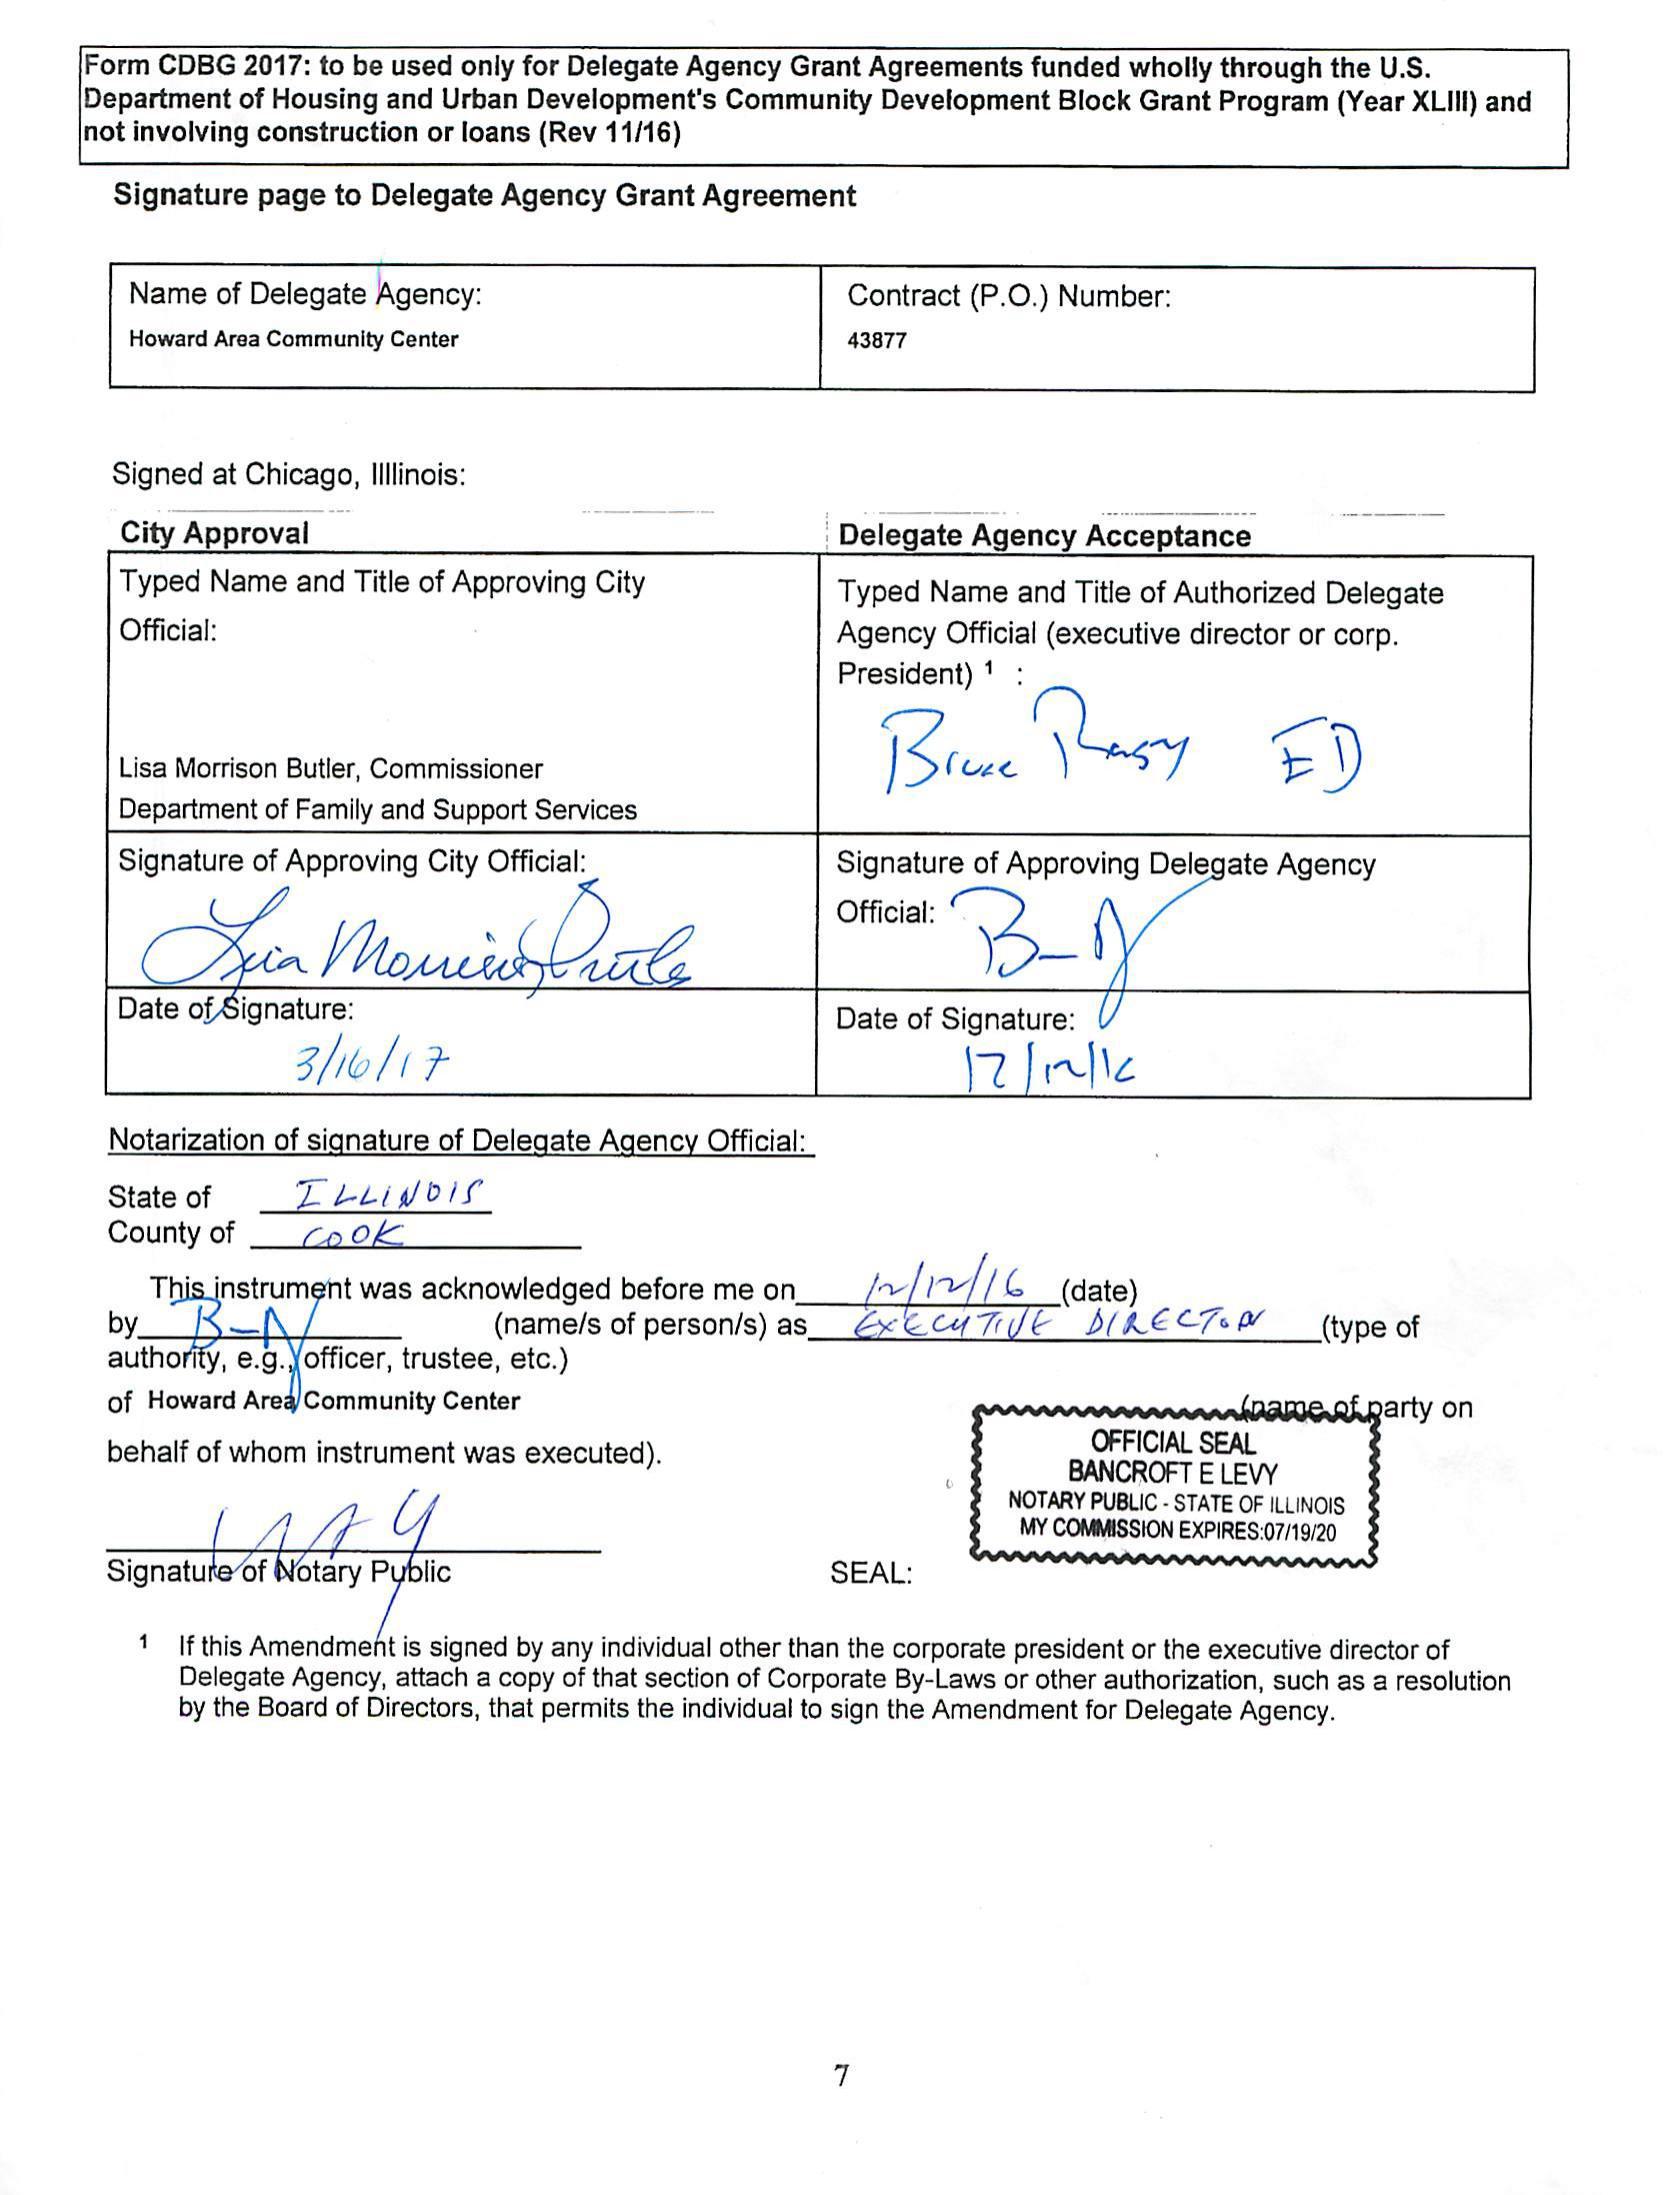 Form CDBG 2017: to be used only for Delegate Agency Grant Agreements funded wholly through the U.S.
Department of Housing and Urban Development's Community Development Block Grant Program (Year XLIII) and
not involving construction or loans (Rev 11/16)
Signature page to Delegate Agency Grant Agreement
Name of Delegate Agency:
Howard Area Community Center
Contract (P.O.) Number:
43877
Signed at Chicago, Illlinois:
City Approval
Delegate Agency Acceptance
Typed Name and Title of Approving City
Official:
Lisa Morrison Butler, Commissioner
Department of Family and Support Services
Typed Name and Title of Authorized Delegate
Agency Official (executive director or corp.
President) 1 :
Bruce ED
Signature of Approving City Official:
Lisa Morrison Butler
Signature of Approving Delegate Agency
Official:
Date of Signature:
3/16/17
Date of Signature:
12/12/16
Notarization of signature of Delegate Agency Official:
State of ILLINOIS
County of COOK
This instrument was acknowledged before me on 12/12/16 (date)
by (name/s of person/s) as EXECUTIVE DIRECTOR (type of
authority, e.g., officer, trustee, etc.)
of Howard Area Community Center (name of party on
behalf of whom instrument was executed).
OFFICIAL SEAL
BANCROFT E LEVY
NOTARY PUBLIC - STATE OF ILLINOIS
MY COMMISSION EXPIRES:07/19/20
Signature of Notary Public
SEAL:
1 If this Amendment is signed by any individual other than the corporate president or the executive director of
Delegate Agency, attach a copy of that section of Corporate By-Laws or other authorization, such as a resolution
by the Board of Directors, that permits the individual to sign the Amendment for Delegate Agency.
7